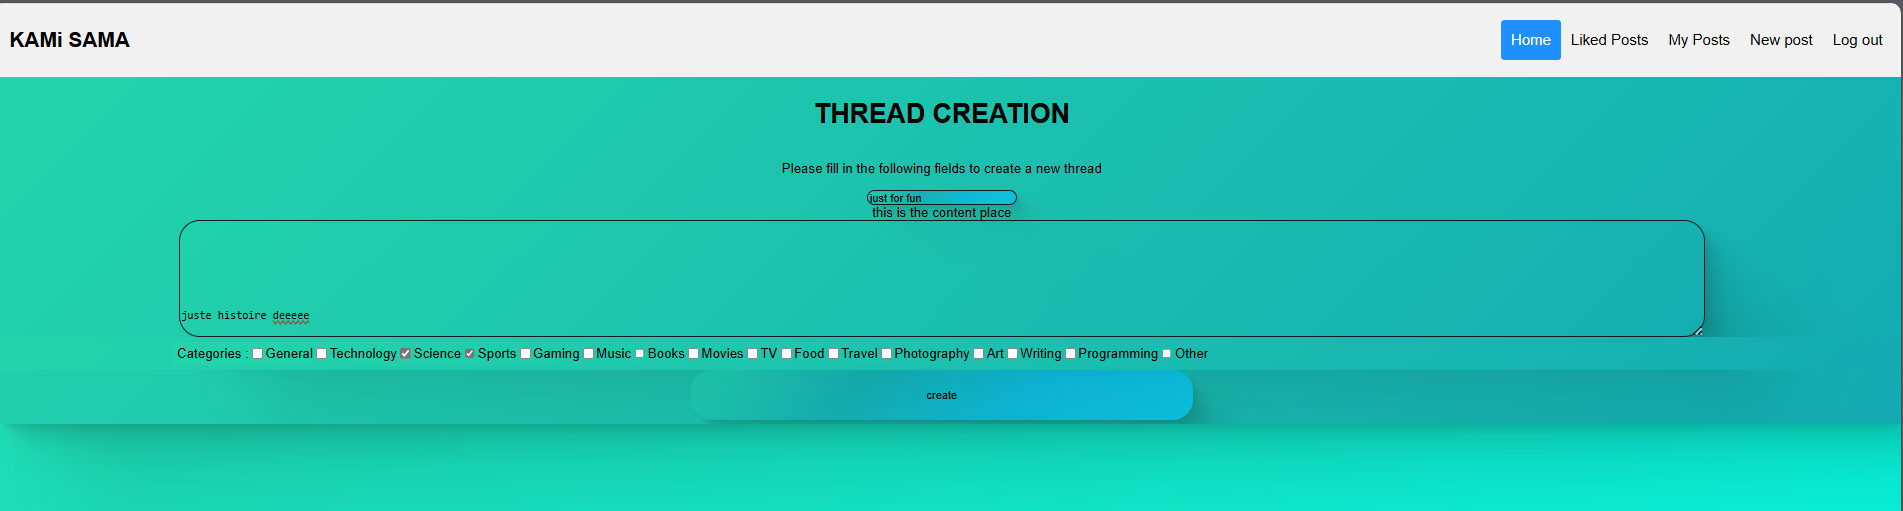 KAMi SAMA
Home Liked Posts My Posts New post Log out
THREAD CREATION
Please fill in the following fields to create a new thread
just for fun
this is the content place
juste histoire deeeee
Categories : General Technology Science Sports Gaming Music Books Movies TV Food Travel Photography Art Writing Programming Other
create